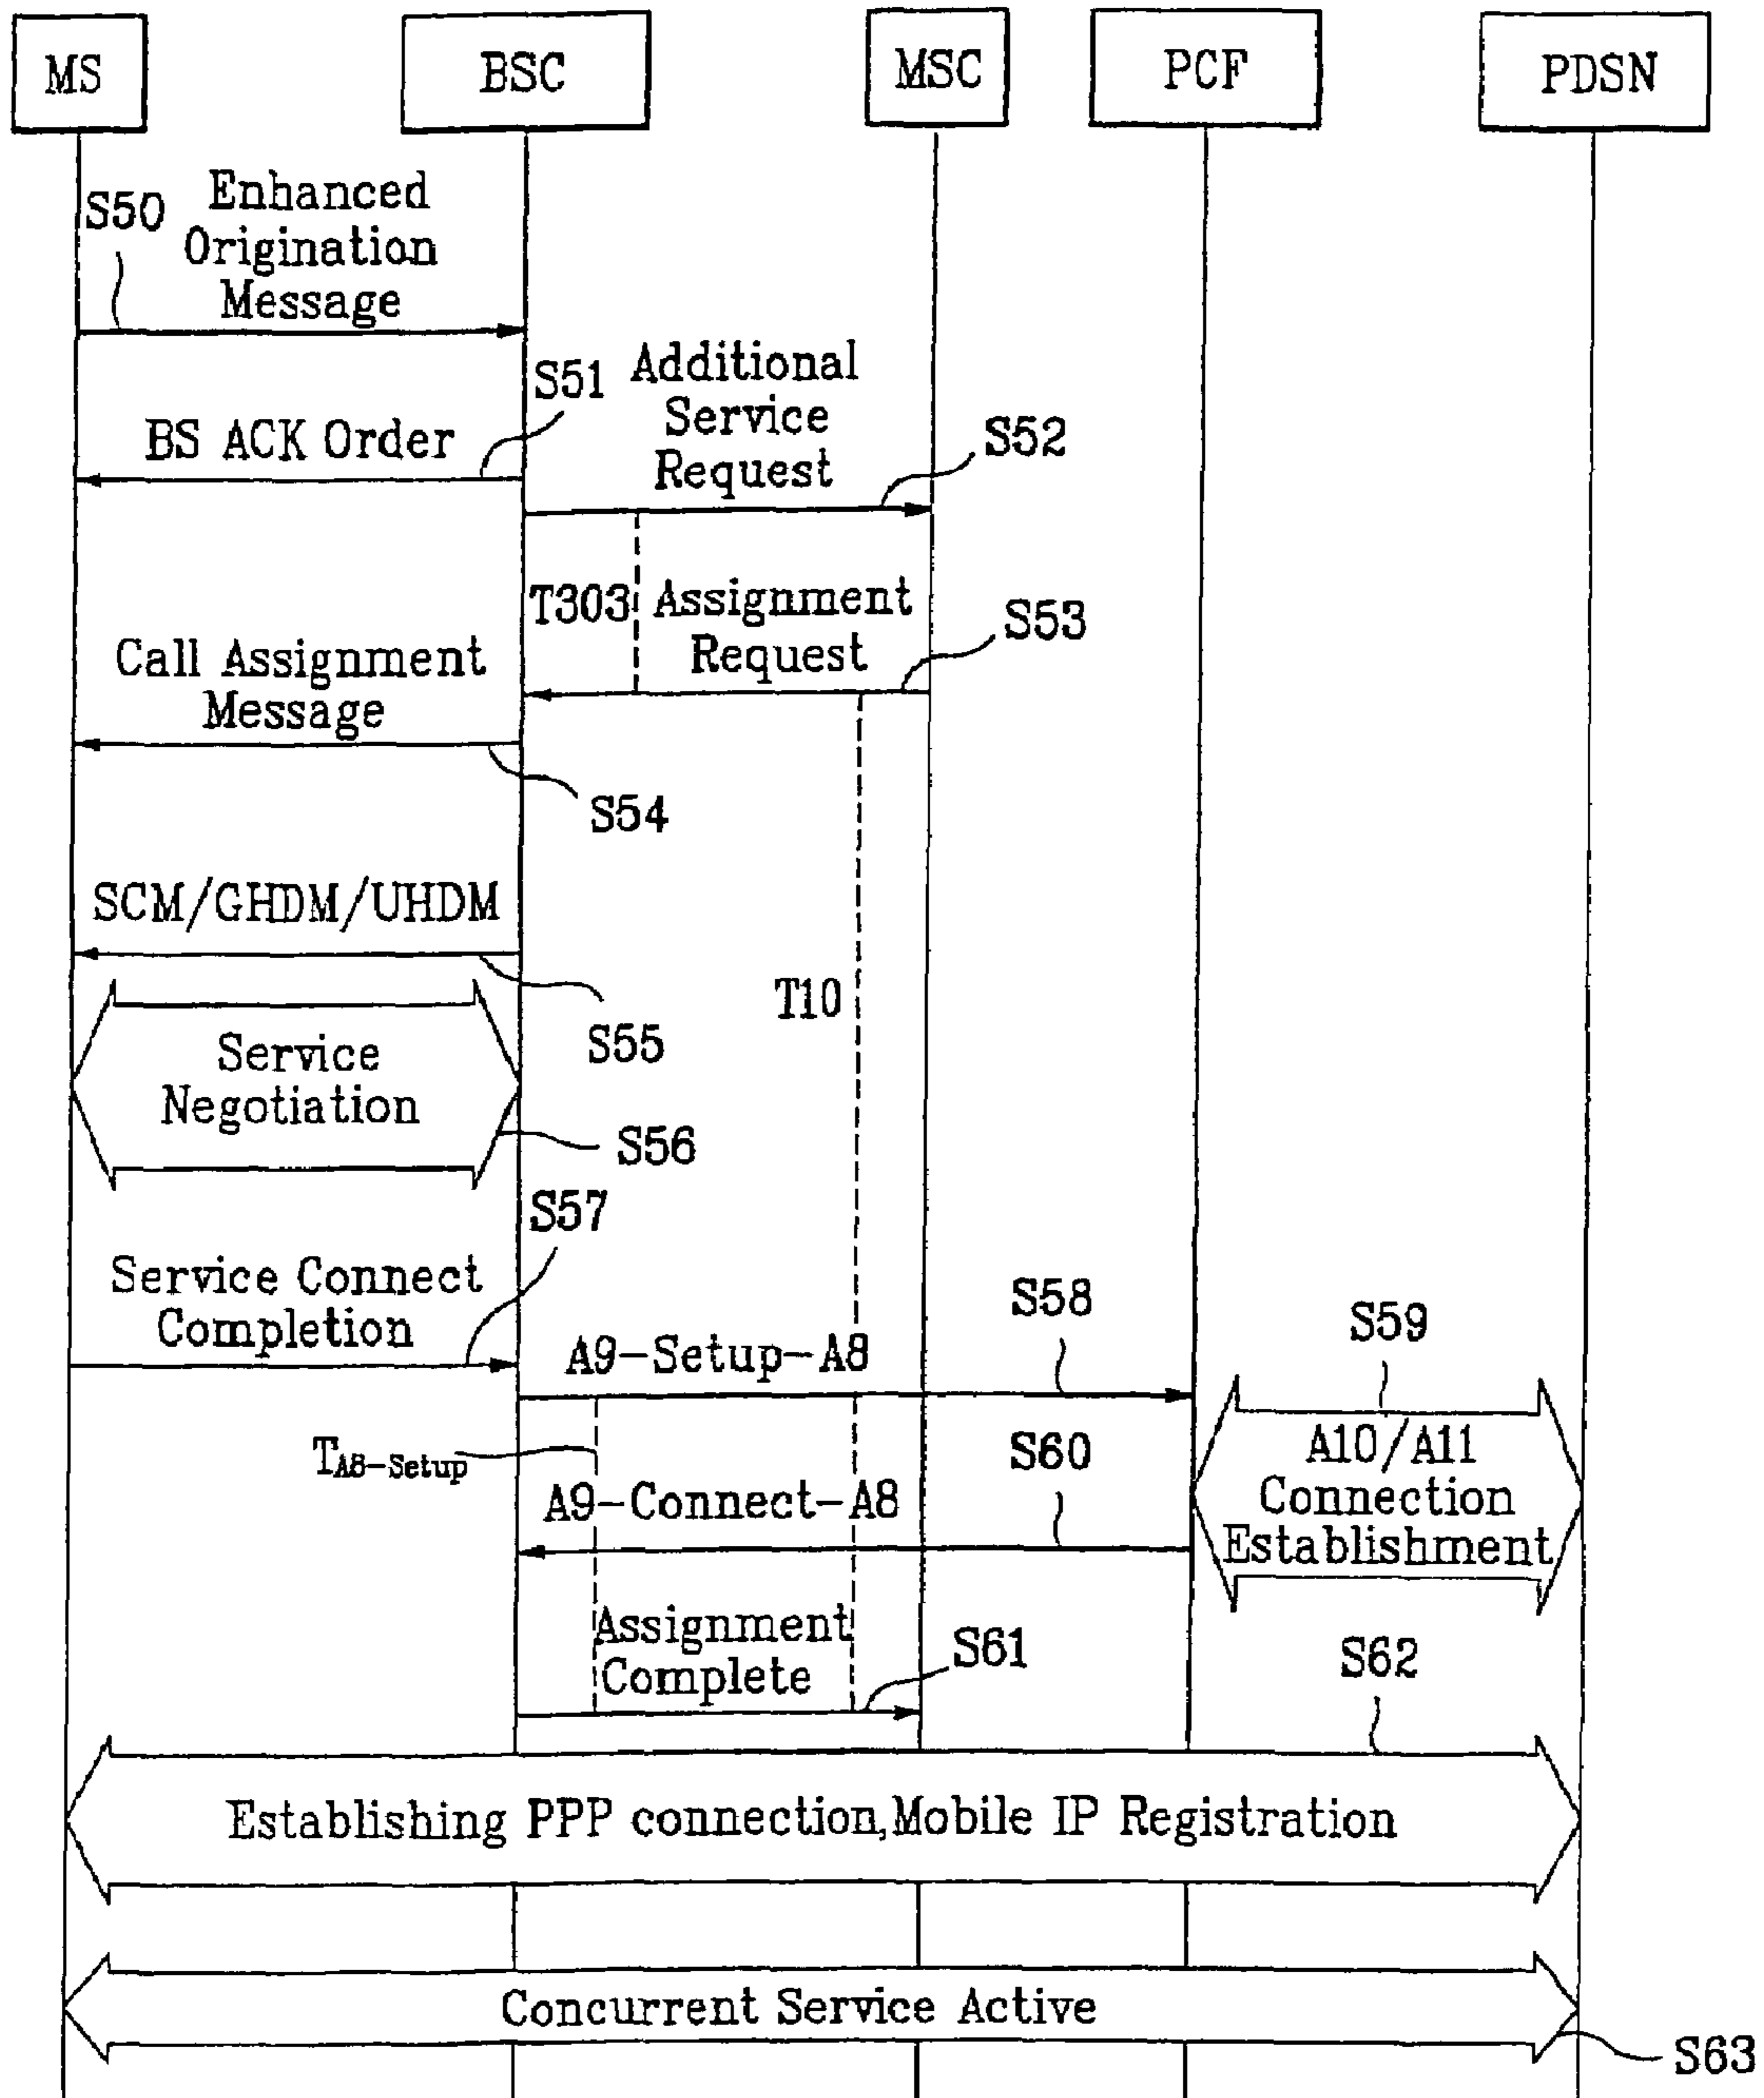 MS
BSC
MSC
PCF
PDSN
S50
Enhanced
Origination
Message
S51
BS ACK Order
Additional
Service
Request
S52
T303
Assignment
Request
S53
Call Assignment
Message
S54
SCM/GHDM/UHDM
S55
T10
Service
Negotiation
S56
S57
Service Connect
Completion
A9-Setup-A8
S58
S59
TA8-Setup
A9-Connect-A8
S60
A10/A11
Connection
Establishment
Assignment
Complete
S61
S62
Establishing PPP connection,Mobile IP Registration
Concurrent Service Active
S63